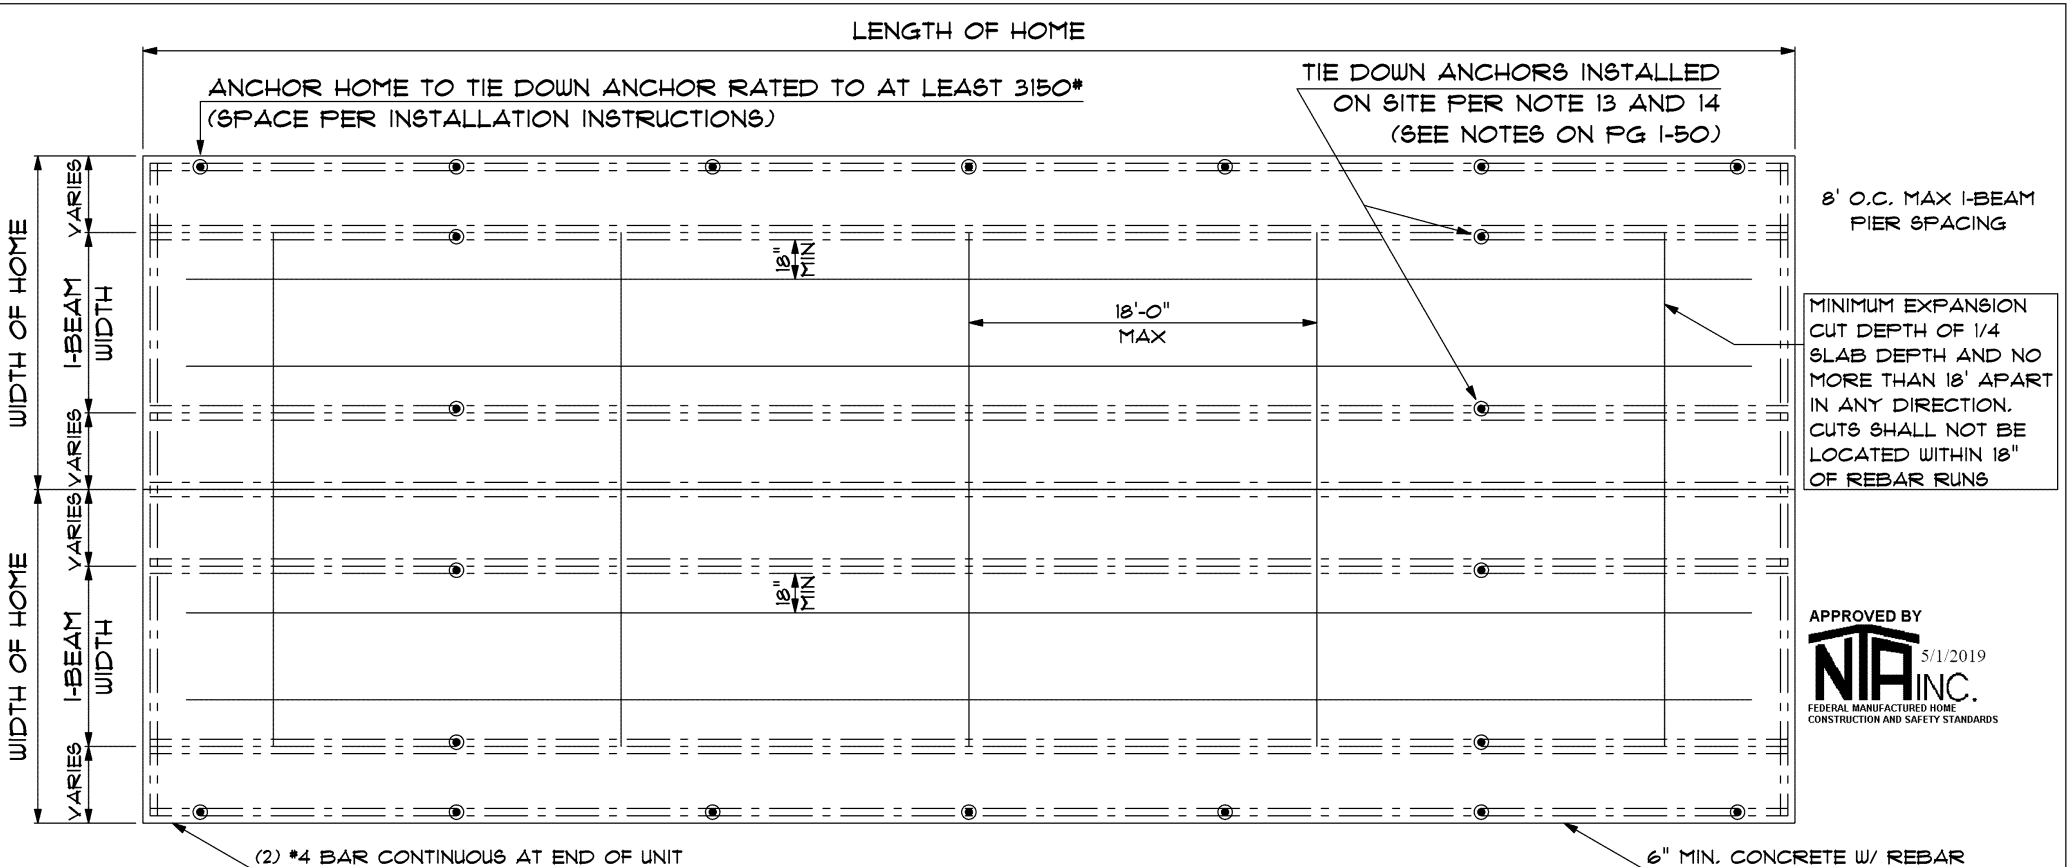 LENGTH OF HOME
ANCHOR HOME TO TIE DOWN ANCHOR RATED TO AT LEAST 3150#
(SPACE PER INSTALLATION INSTRUCTIONS)
TIE DOWN ANCHORS INSTALLED
ON SITE PER NOTE 13 AND 14
(SEE NOTES ON PG 1-50)
8' O.C. MAX I-BEAM
PIER SPACING
WIDTH OF HOME
VARIES
I-BEAM
WIDTH
VARIES
18"
MIN
18'-0"
MAX
MINIMUM EXPANSION
CUT DEPTH OF 1/4
SLAB DEPTH AND NO
MORE THAN 18' APART
IN ANY DIRECTION.
CUTS SHALL NOT BE
LOCATED WITHIN 18"
OF REBAR RUNS
WIDTH OF HOME
VARIES
I-BEAM
WIDTH
VARIES
18"
MIN
APPROVED BY
NTA INC.
5/1/2019
FEDERAL MANUFACTURED HOME
CONSTRUCTION AND SAFETY STANDARDS
(2) #4 BAR CONTINUOUS AT END OF UNIT
6" MIN. CONCRETE W/ REBAR